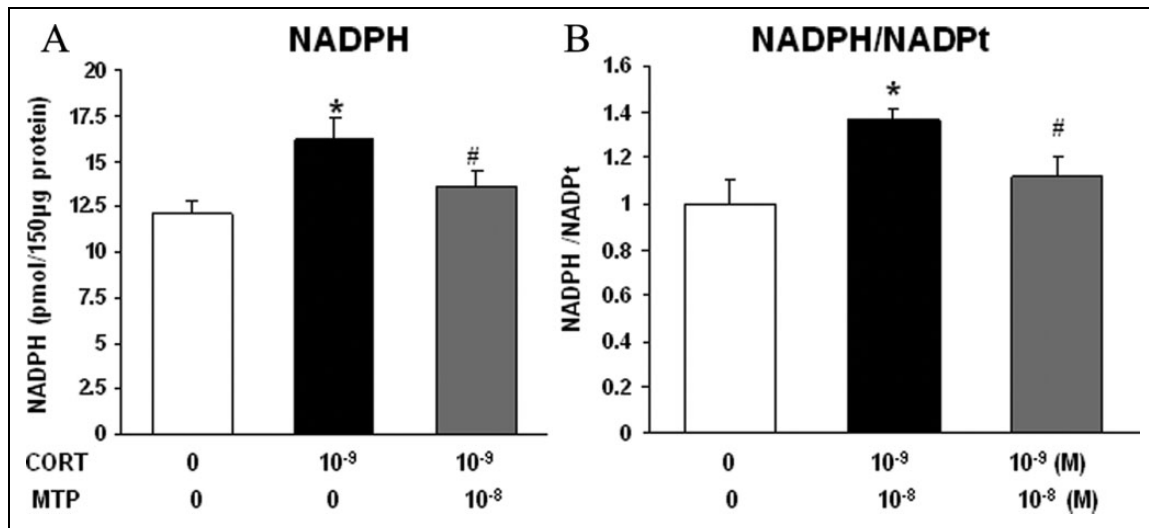 A NADPH
NADPH (pmol/150µg protein)
20
17.5
15
12.5
12
7.5
5
2.5
0
*
#
CORT 0 10⁻⁹ 10⁻⁹
MTP 0 0 10⁻⁸
B NADPH/NADPt
NADPH /NADPt
1.6
1.4
1.2
1
0.8
0.6
0.4
0.2
0
*
#
0 10⁻⁹ 10⁻⁹ (M)
0 10⁻⁸ 10⁻⁸ (M)